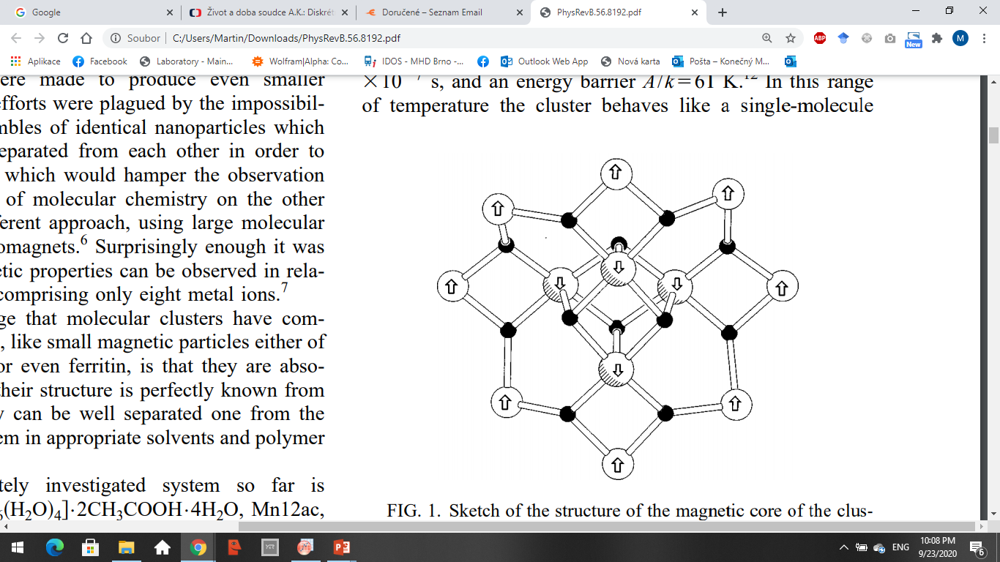 Google
Život a doba soudce A.K.: Diskrét
Doručené – Seznam Email
PhysRevB.56.8192.pdf
Soubor
C:/Users/Martin/Downloads/PhysRevB.56.8192.pdf
ABP
New
M
Aplikace
Facebook
Laboratory - Main...
Wolfram|Alpha: Co...
IDOS - MHD Brno -...
Outlook Web App
Nová karta
Pošta – Konečný M...
ere made to produce even smaller
efforts were plagued by the impossibil-
mbles of identical nanoparticles which
eparated from each other in order to
which would hamper the observation
of molecular chemistry on the other
ferent approach, using large molecular
omagnets.6 Surprisingly enough it was
etic properties can be observed in rela-
comprising only eight metal ions.7
ge that molecular clusters have com-
, like small magnetic particles either of
or even ferritin, is that they are abso-
their structure is perfectly known from
y can be well separated one from the
em in appropriate solvents and polymer
tely investigated system so far is
(H2O)4]·2CH3COOH·4H2O, Mn12ac,
×10⁻⁷ s, and an energy barrier A/k=61 K.12 In this range
of temperature the cluster behaves like a single-molecule
FIG. 1. Sketch of the structure of the magnetic core of the clus-
ENG
10:08 PM
9/23/2020
6